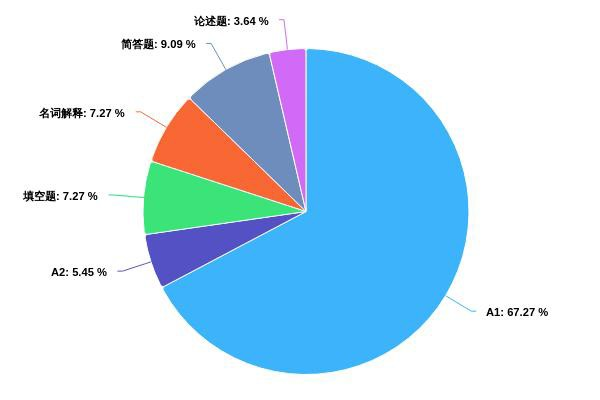 论述题: 3.64 %
简答题: 9.09 %
名词解释: 7.27 %
填空题: 7.27 %
A2: 5.45 %
A1: 67.27 %